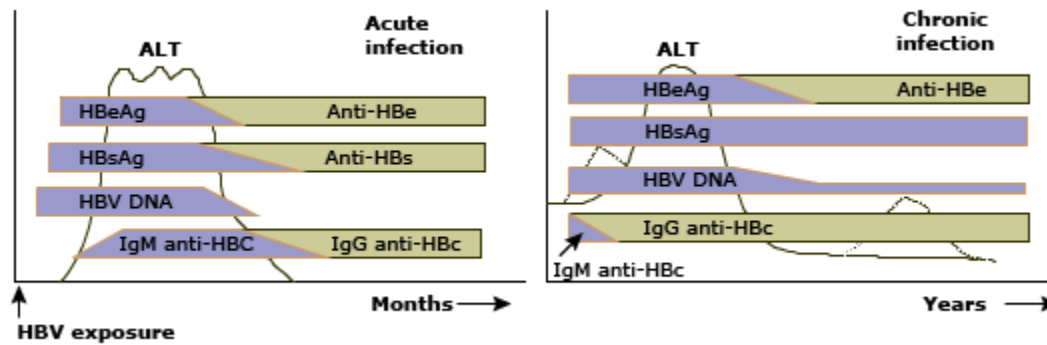 Acute
infection
ALT
HBeAg
Anti-HBe
HBsAg
Anti-HBs
HBV DNA
IgM anti-HBC
IgG anti-HBc
Months
HBV exposure
Chronic
infection
ALT
HBeAg
Anti-HBe
HBsAg
HBV DNA
IgG anti-HBc
IgM anti-HBc
Years